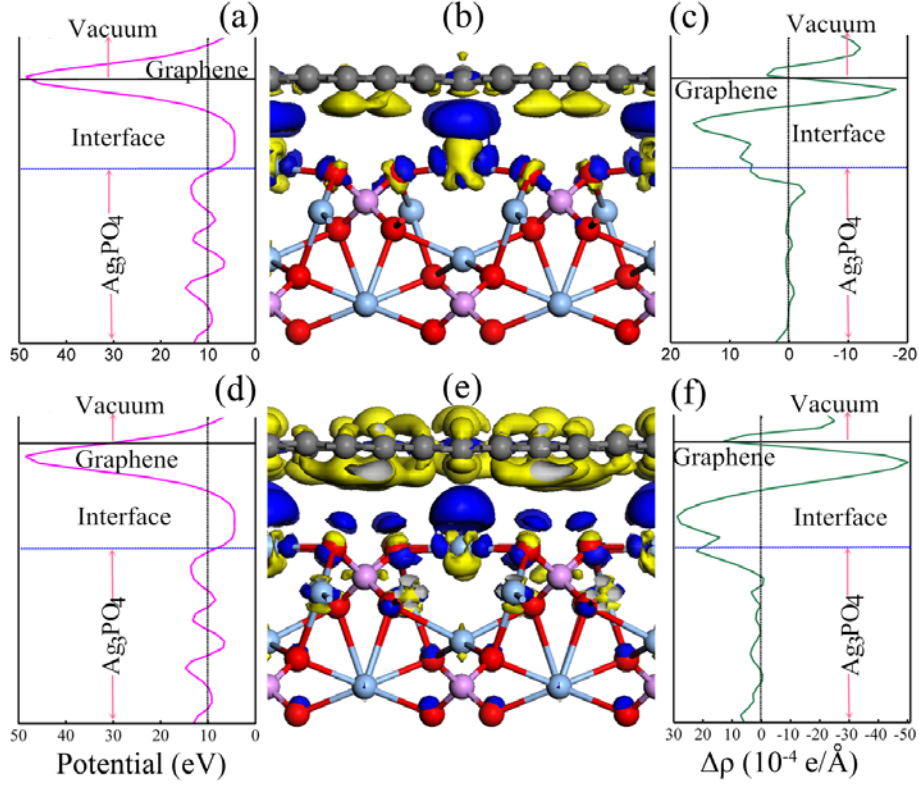 (a)
Vacuum
Graphene
Interface
Ag3PO4
50 40 30 20 10 0
(b)
(c)
Vacuum
Graphene
Interface
Ag3PO4
20 10 0 -10 -20
(d)
Vacuum
Graphene
Interface
Ag3PO4
50 40 30 20 10 0
Potential (eV)
(e)
(f)
Vacuum
Graphene
Interface
Ag3PO4
30 20 10 0 -10 -20 -30 -40 -50
Δρ (10-4 e/Å)